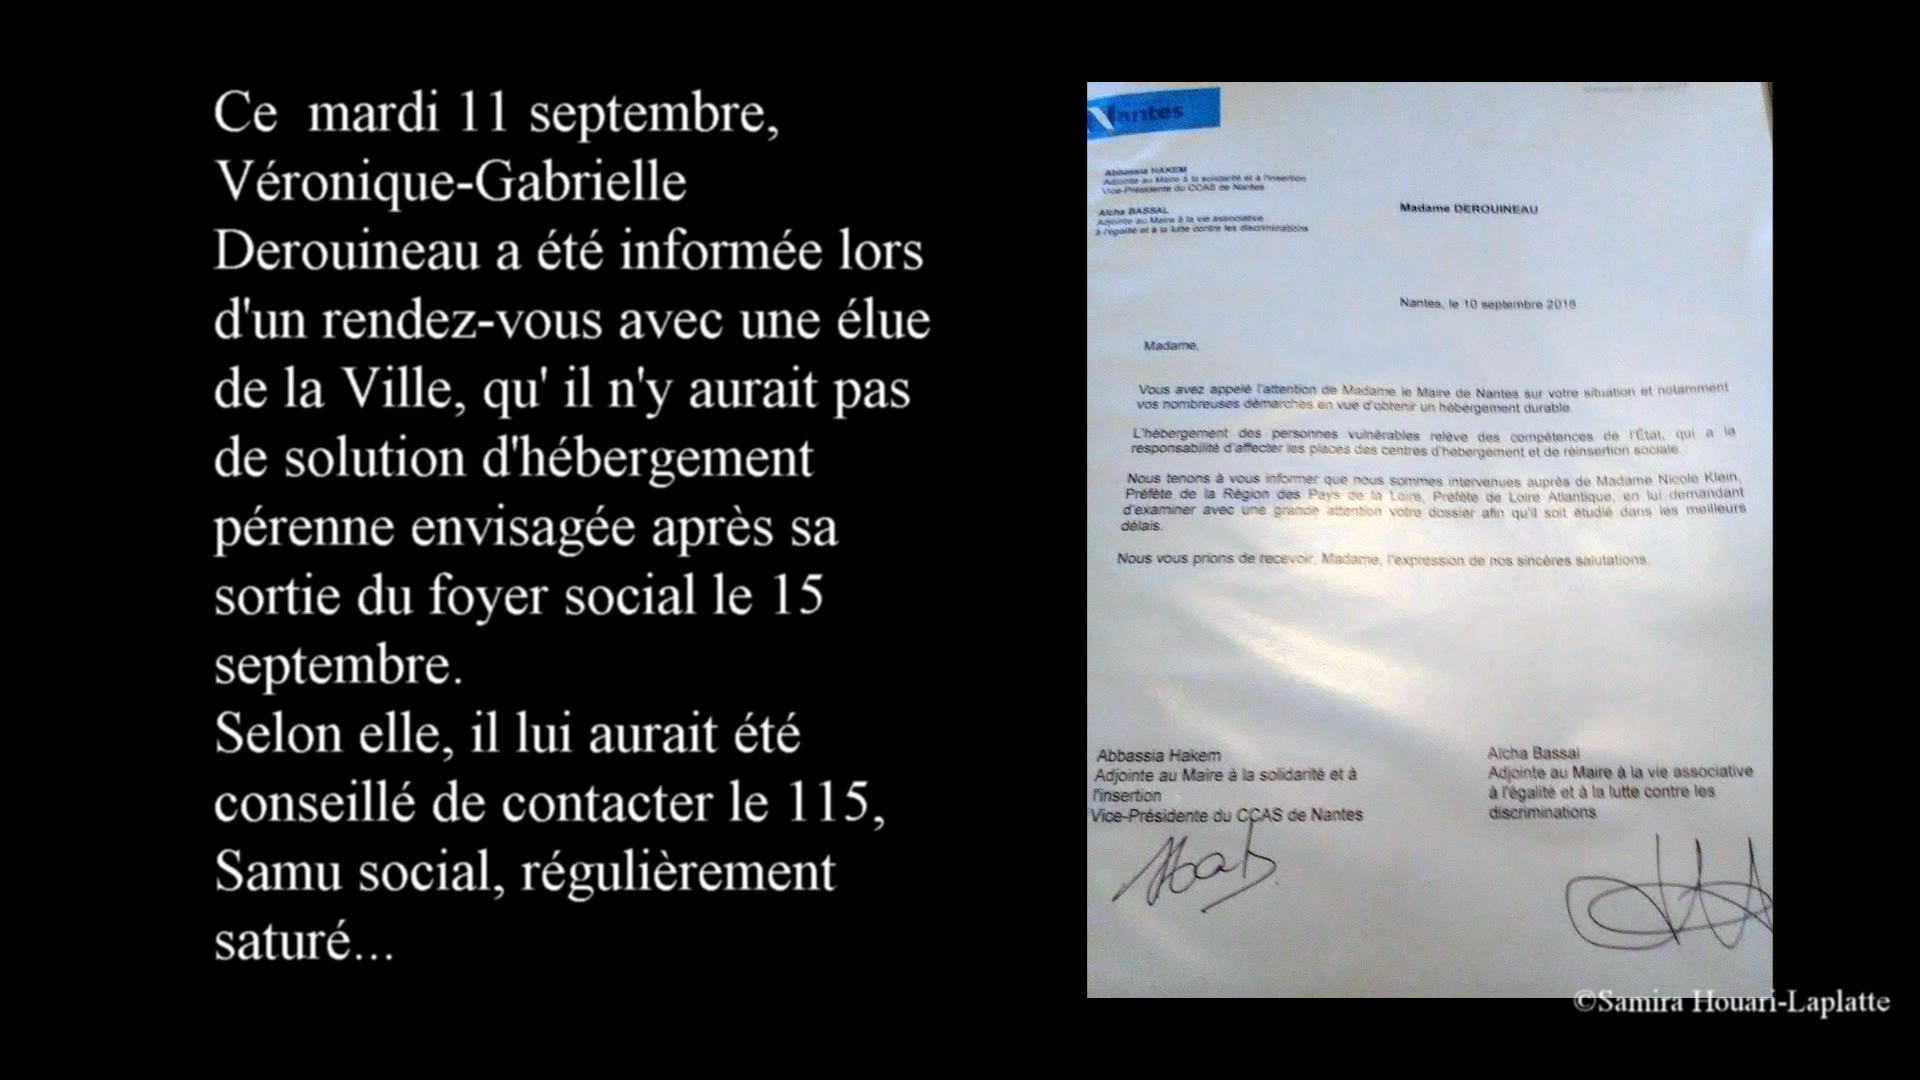 Ce  mardi 11 septembre,
Véronique-Gabrielle
Derouineau a été informée lors
d'un rendez-vous avec une élue
de la Ville, qu' il n'y aurait pas
de solution d'hébergement
pérenne envisagée après sa
sortie du foyer social le 15
septembre.
Selon elle, il lui aurait été
conseillé de contacter le 115,
Samu social, régulièrement
saturé...
Nantes
Abbassia HAKEM
Adjointe au Maire à la solidarité et à l'insertion
Vice-Présidente du CCAS de Nantes
Aïcha BASSAL
Adjointe au Maire à la vie associative
à l'égalité et à la lutte contre les discriminations
Madame DEROUINEAU
Nantes, le 10 septembre 2018
Madame,
Vous avez appelé l'attention de Madame le Maire de Nantes sur votre situation et notamment
vos nombreuses démarches en vue d'obtenir un hébergement durable.
L'hébergement des personnes vulnérables relève des compétences de l'État, qui a la
responsabilité d'affecter les places des centres d'hébergement et de réinsertion sociale.
Nous tenons à vous informer que nous sommes intervenues auprès de Madame Nicole Klein,
Préfète de la Région des Pays de la Loire, Préfète de Loire Atlantique, en lui demandant
d'examiner avec une grande attention votre dossier afin qu'il soit étudié dans les meilleurs
délais.
Nous vous prions de recevoir, Madame, l'expression de nos sincères salutations.
Abbassia Hakem
Adjointe au Maire à la solidarité et à
l'insertion
Vice-Présidente du CCAS de Nantes
Aïcha Bassal
Adjointe au Maire à la vie associative
à l'égalité et à la lutte contre les
discriminations
©Samira Houari-Laplatte